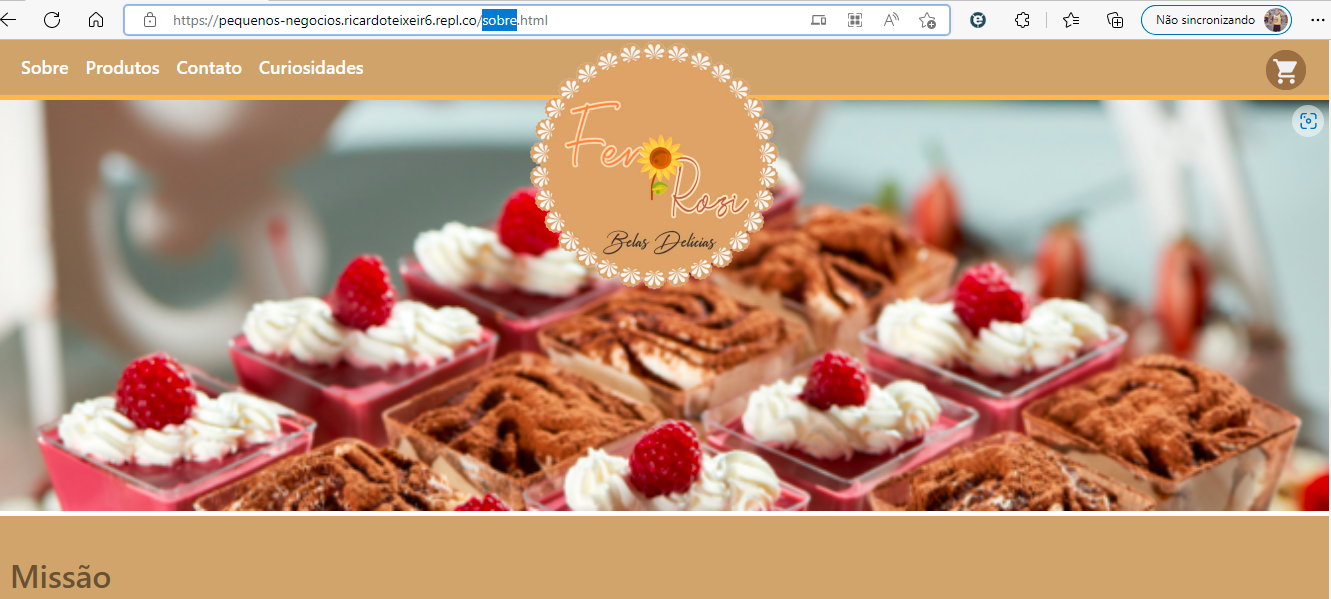 https://pequenos-negocios.ricardoteixeir6.repl.co/sobre.html
Não sincronizando
Sobre Produtos Contato Curiosidades
Fer Rosi
Belas Delícias
Missão